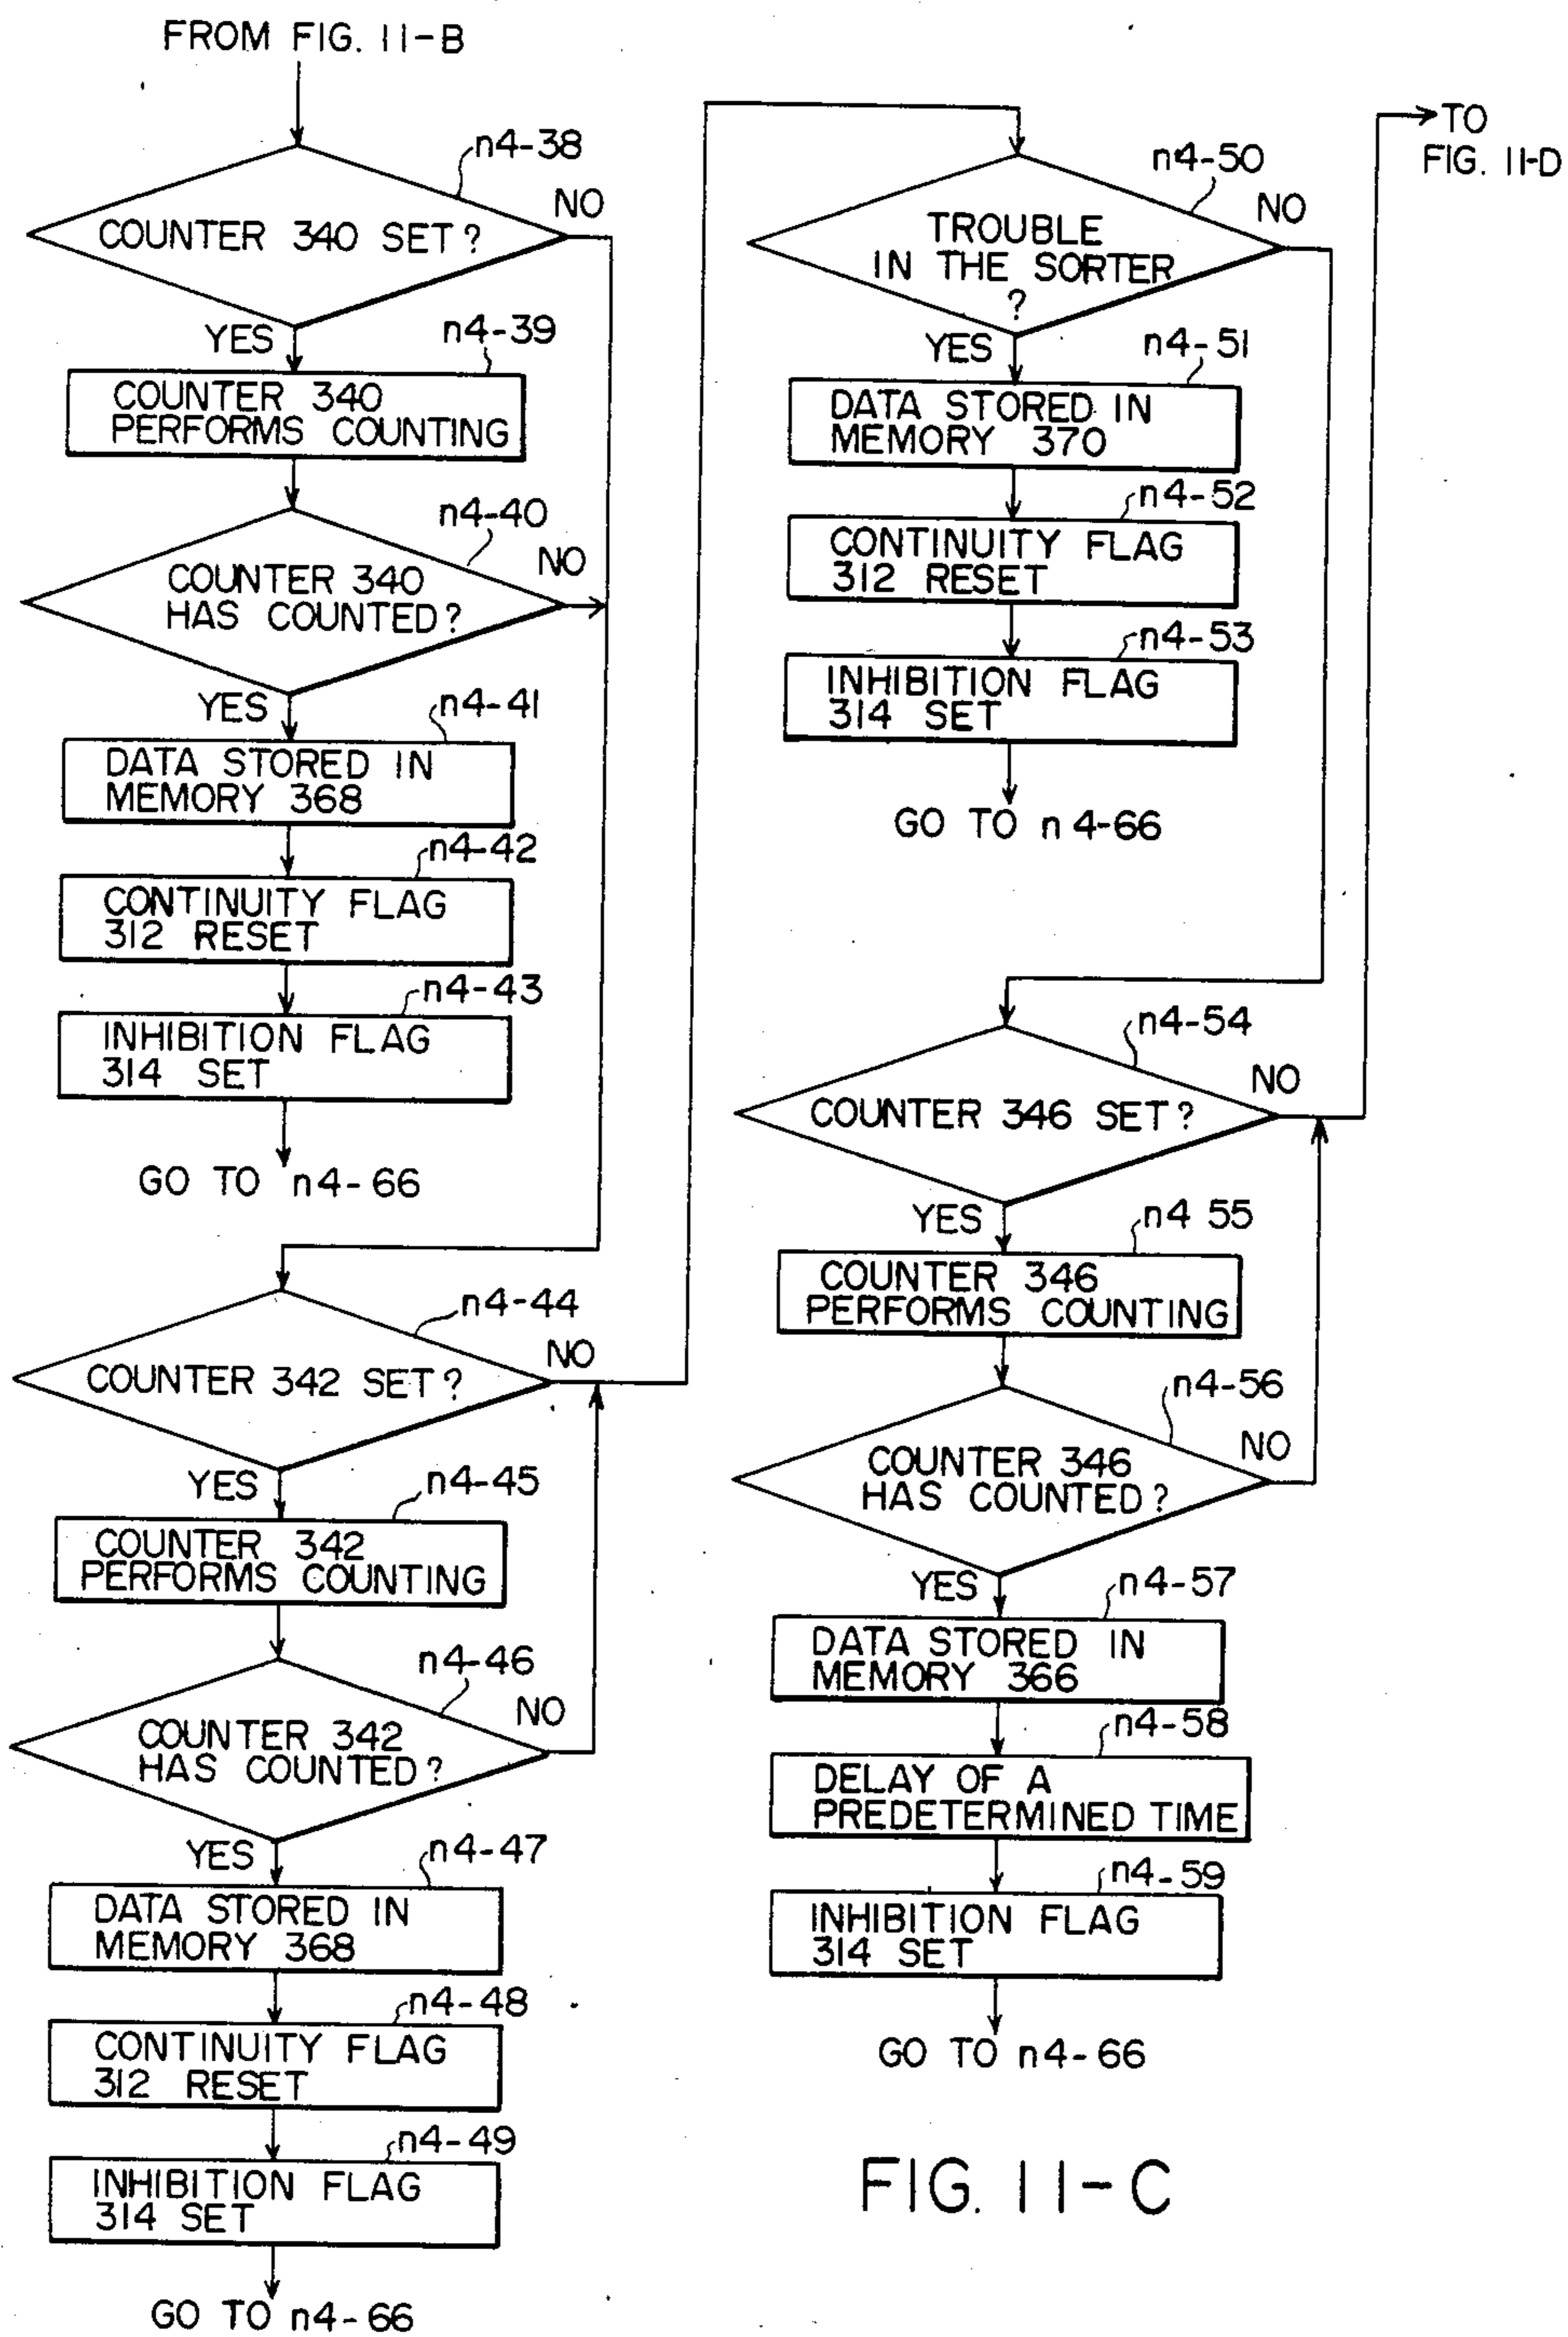 FROM FIG. 11-B
n4-38
COUNTER 340 SET?
NO
YES
n4-39
COUNTER 340
PERFORMS COUNTING
n4-40
COUNTER 340
HAS COUNTED?
NO
YES
n4-41
DATA STORED IN
MEMORY 368
n4-42
CONTINUITY FLAG
312 RESET
n4-43
INHIBITION FLAG
314 SET
GO TO n4-66
n4-44
COUNTER 342 SET?
NO
YES
n4-45
COUNTER 342
PERFORMS COUNTING
n4-46
COUNTER 342
HAS COUNTED?
NO
YES
n4-47
DATA STORED IN
MEMORY 368
n4-48
CONTINUITY FLAG
312 RESET
n4-49
INHIBITION FLAG
314 SET
GO TO n4-66
n4-50
TROUBLE
IN THE SORTER
?
NO
YES
n4-51
DATA STORED IN
MEMORY 370
n4-52
CONTINUITY FLAG
312 RESET
n4-53
INHIBITION FLAG
314 SET
GO TO n4-66
n4-54
COUNTER 346 SET?
NO
YES
n4 55
COUNTER 346
PERFORMS COUNTING
n4-56
COUNTER 346
HAS COUNTED?
NO
YES
n4-57
DATA STORED IN
MEMORY 366
n4-58
DELAY OF A
PREDETERMINED TIME
n4-59
INHIBITION FLAG
314 SET
GO TO n4-66
TO
FIG. 11-D
FIG. 11-C